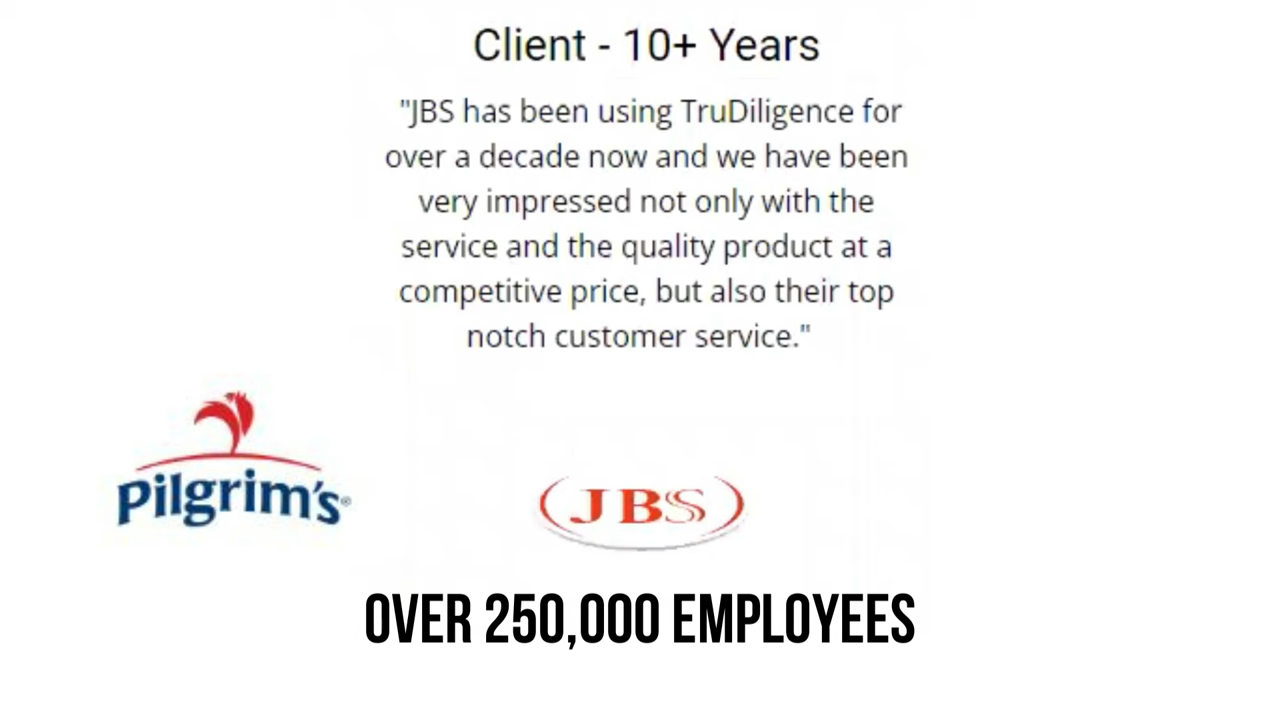 Client - 10+ Years
"JBS has been using TruDiligence for
over a decade now and we have been
very impressed not only with the
service and the quality product at a
competitive price, but also their top
notch customer service."
Pilgrim's®
JBS
OVER 250,000 EMPLOYEES